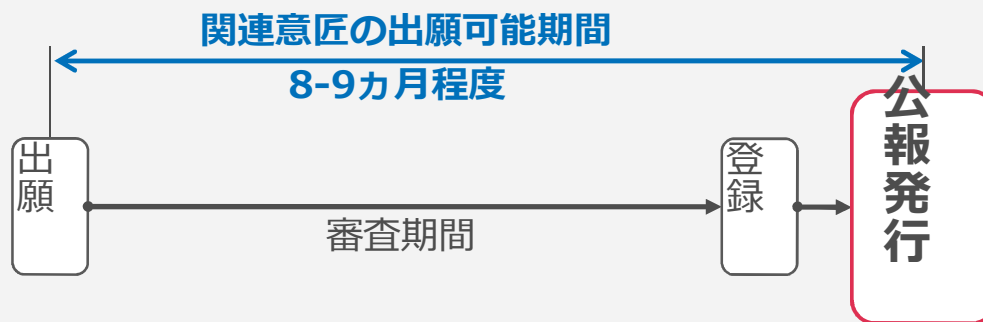 関連意匠の出願可能期間
8-9ヵ月程度
出願
審査期間
登録
公報発行